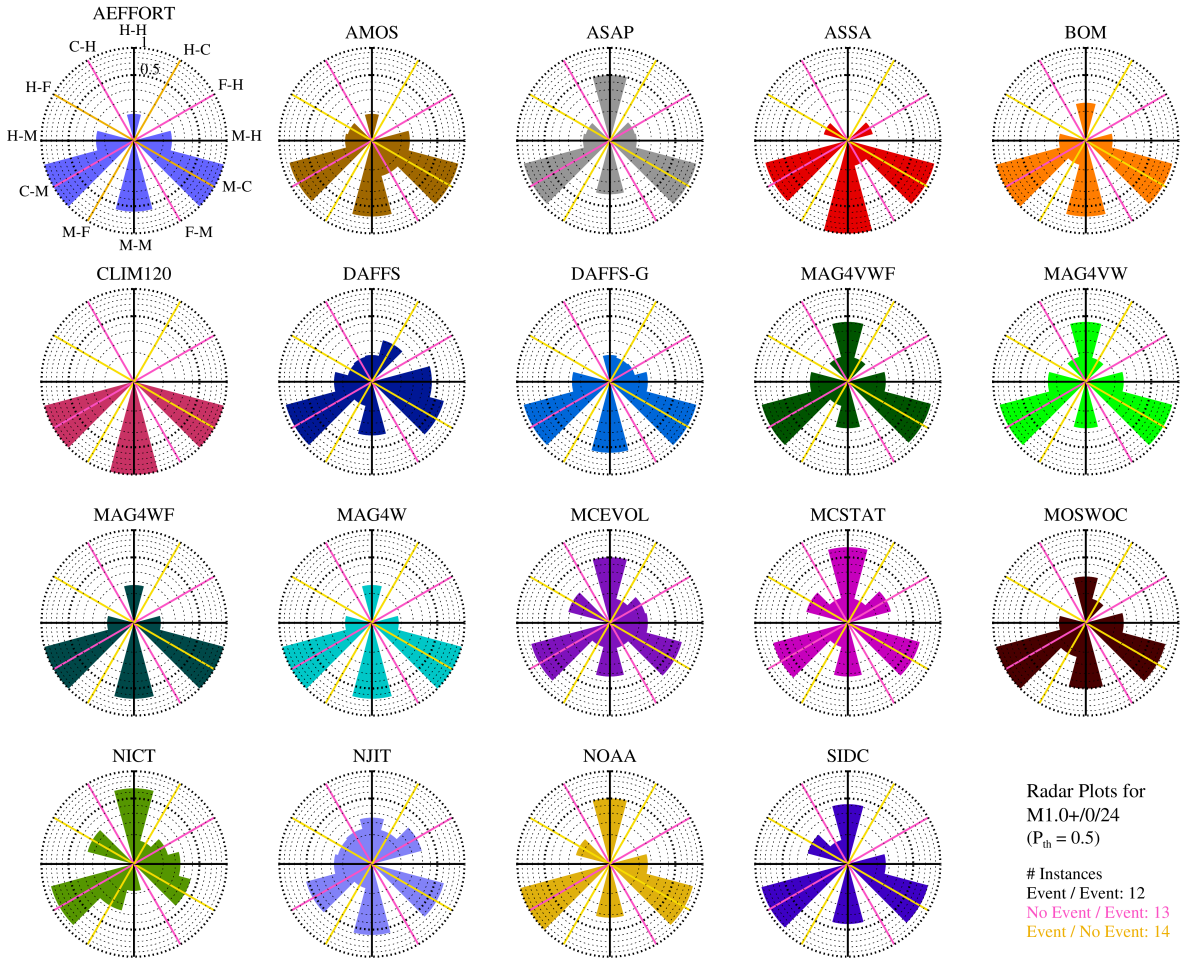 AEFFORT
H-H
1
C-H
H-C
0.5
H-F
F-H
H-M
M-H
C-M
M-C
M-F
F-M
M-M
AMOS
ASAP
ASSA
BOM
CLIM120
DAFFS
DAFFS-G
MAG4VWF
MAG4VW
MAG4WF
MAG4W
MCEVOL
MCSTAT
MOSWOC
NICT
NJIT
NOAA
SIDC
Radar Plots for
M1.0+/0/24
(Pth = 0.5)
# Instances
Event / Event: 12
No Event / Event: 13
Event / No Event: 14